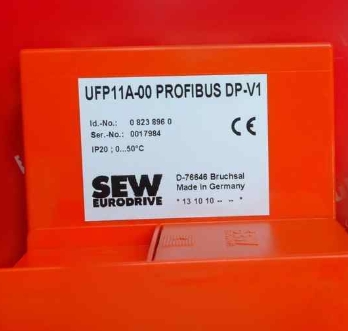 UFP11A-00 PROFIBUS DP-V1
Id.-No.: 0 823 896 0
Ser.-No.: 0017984
IP20 ; 0...50°C
CE
SEW
EURODRIVE
D-76646 Bruchsal
Made in Germany
* 13 10 10 -- -- *